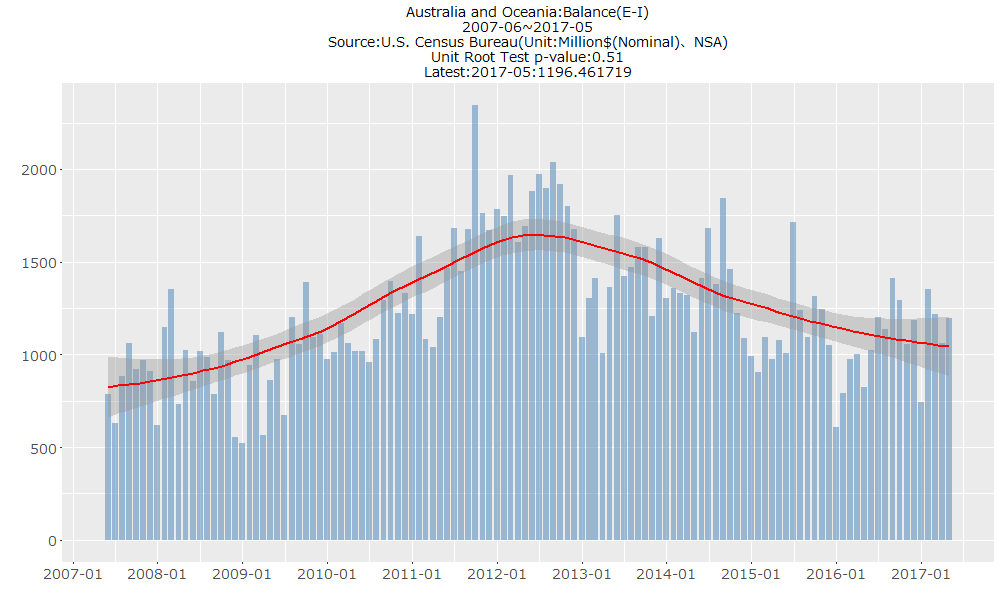 Australia and Oceania:Balance(E-I)
2007-06~2017-05
Source:U.S. Census Bureau(Unit:Million$(Nominal)、NSA)
Unit Root Test p-value:0.51
Latest:2017-05:1196.461719
2000
1500
1000
500
0
2007-01 2008-01 2009-01 2010-01 2011-01 2012-01 2013-01 2014-01 2015-01 2016-01 2017-01